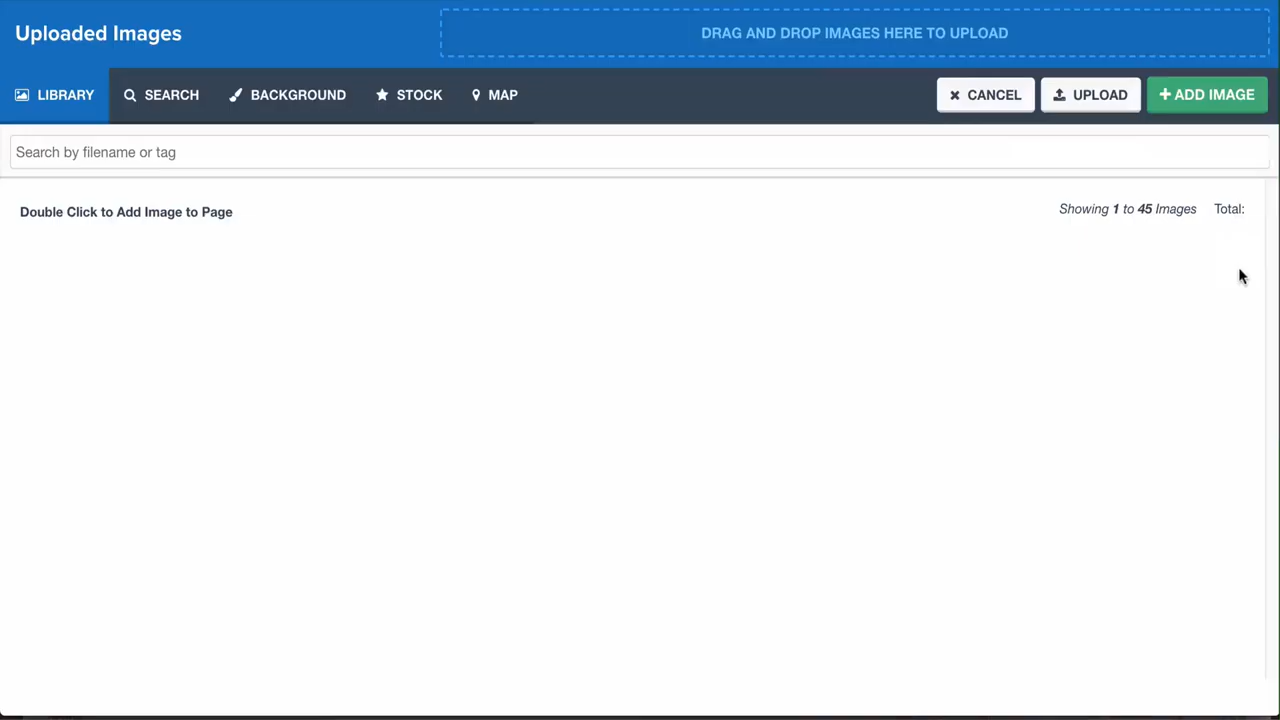 Uploaded Images
DRAG AND DROP IMAGES HERE TO UPLOAD
LIBRARY SEARCH BACKGROUND STOCK MAP CANCEL UPLOAD ADD IMAGE
Search by filename or tag
Double Click to Add Image to Page Showing 1 to 45 Images Total: